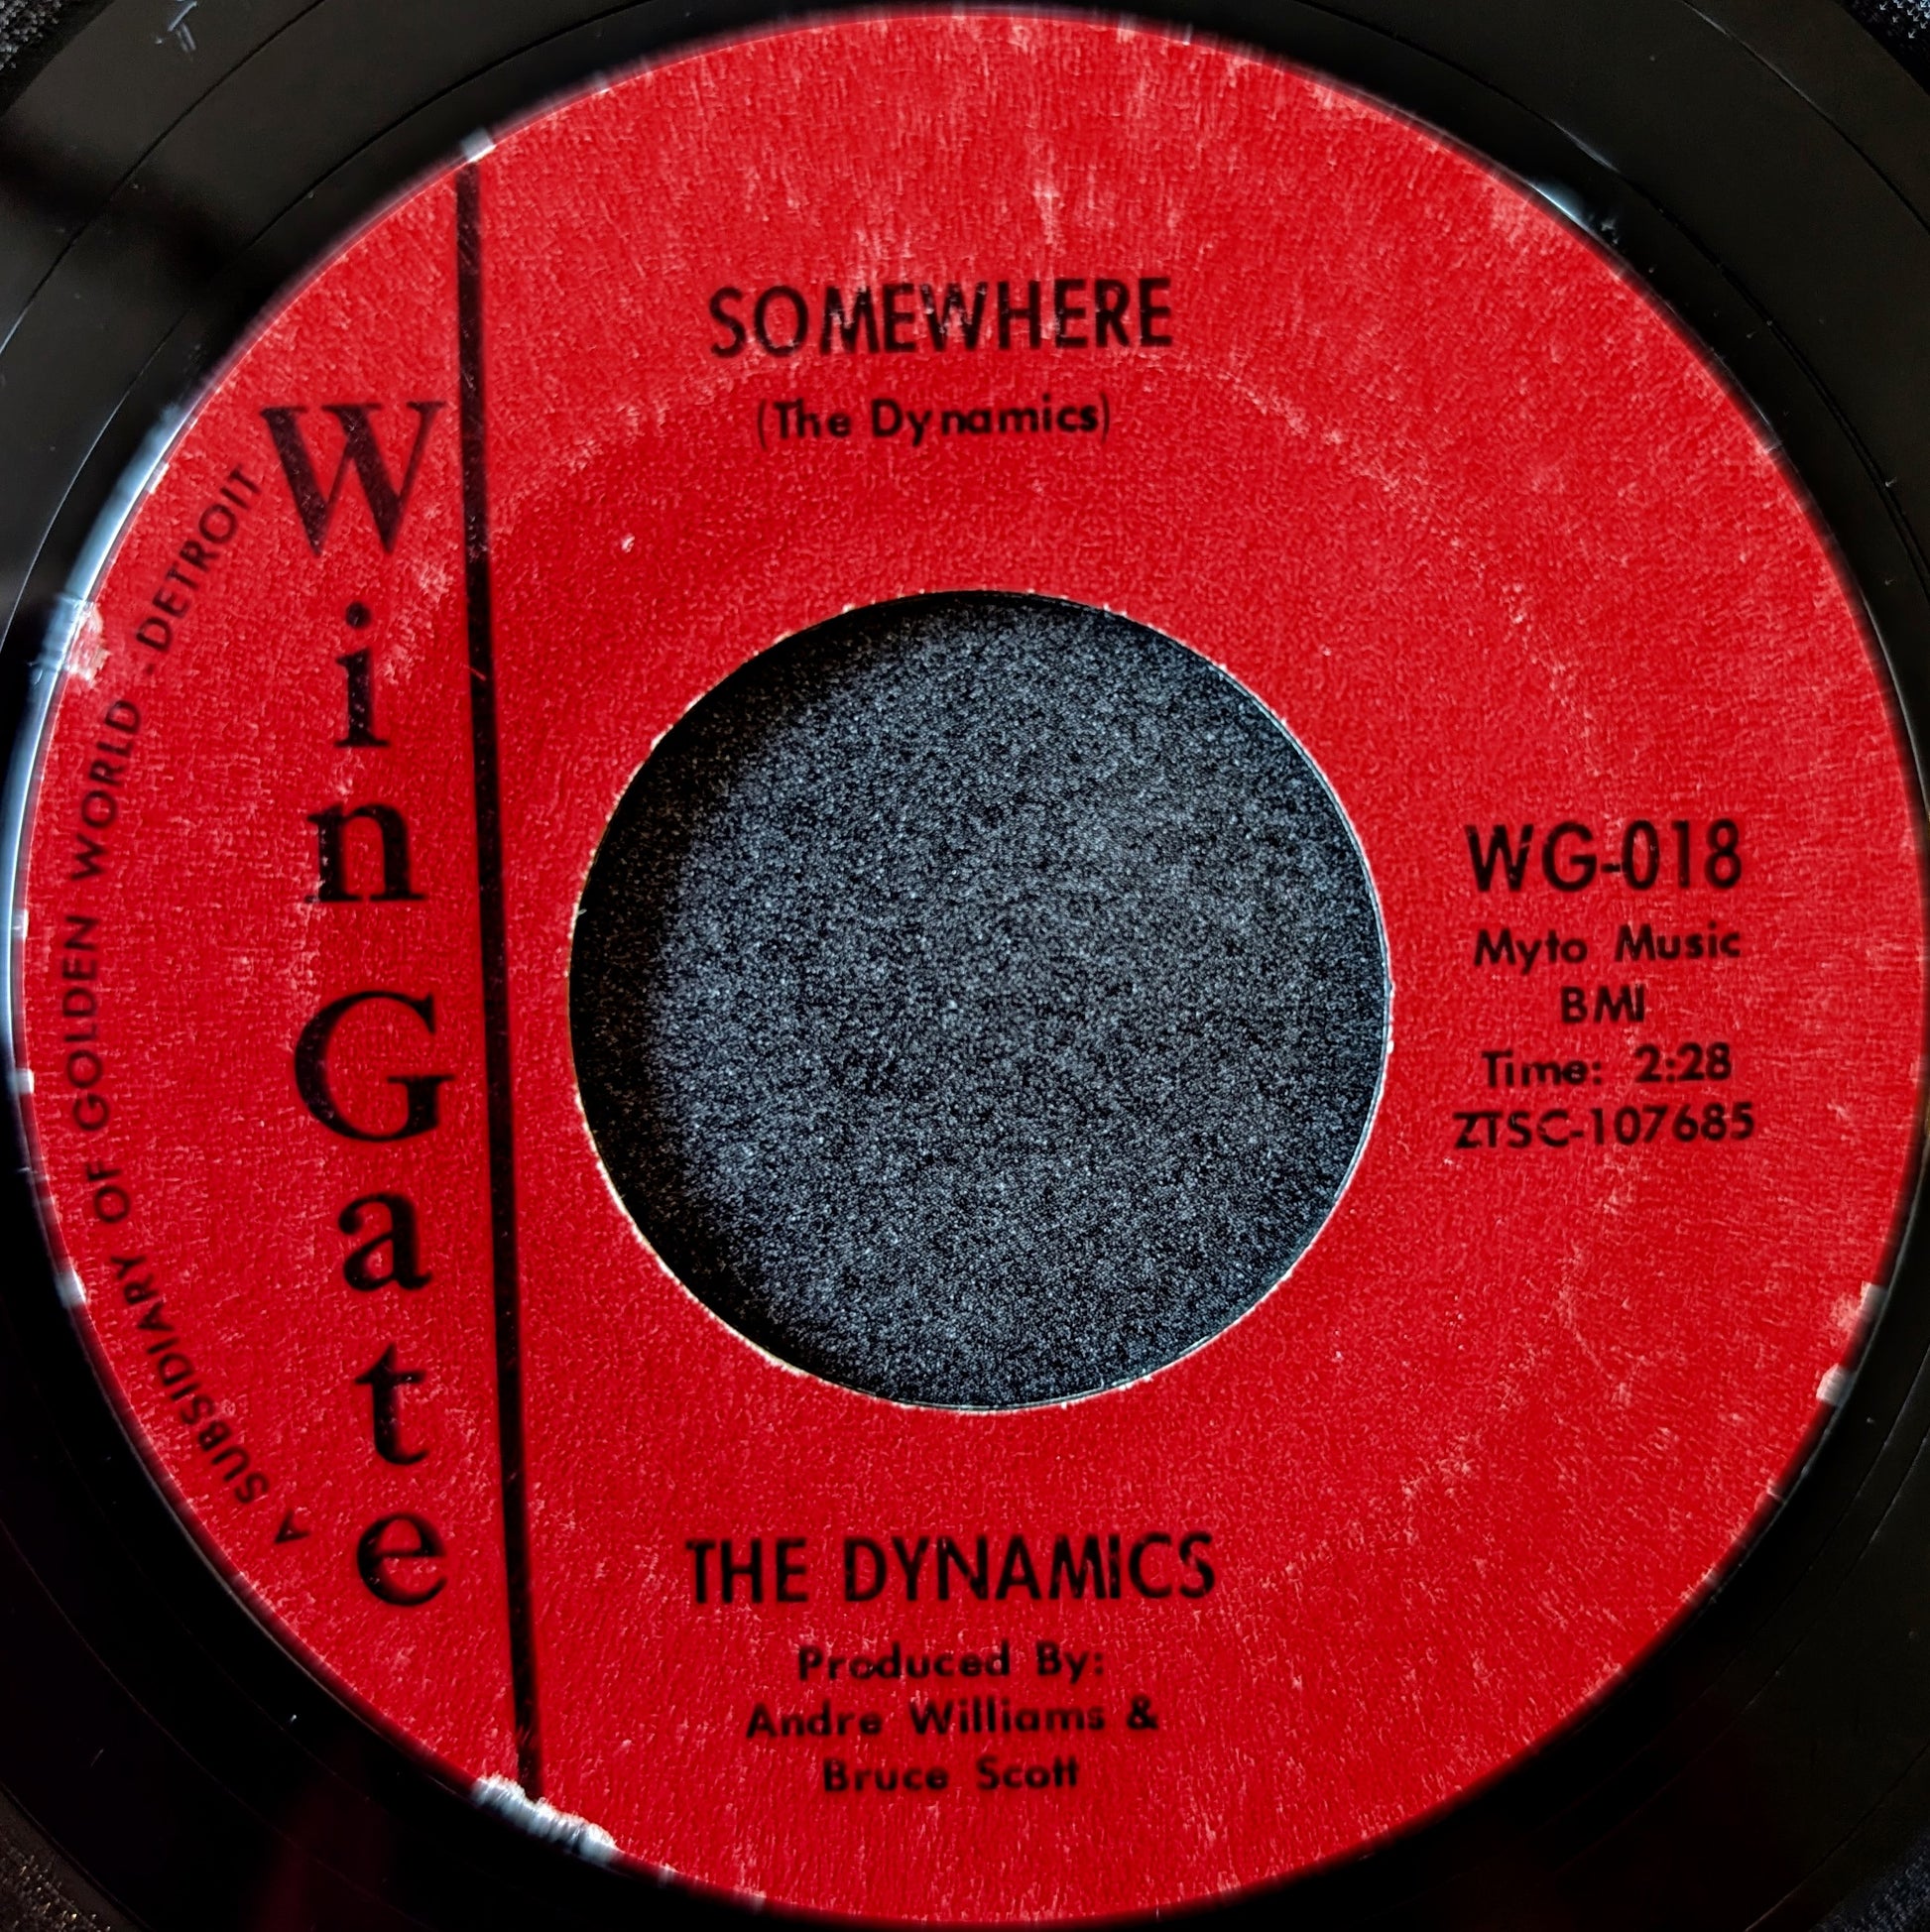 SOMEWHERE
(The Dynamics)
WinGate
A SUBSIDIARY OF GOLDEN WORLD - DETROIT
WG-018
Myto Music
BMI
Time: 2:28
ZTSC-107685
THE DYNAMICS
Produced By:
Andre Williams &
Bruce Scott